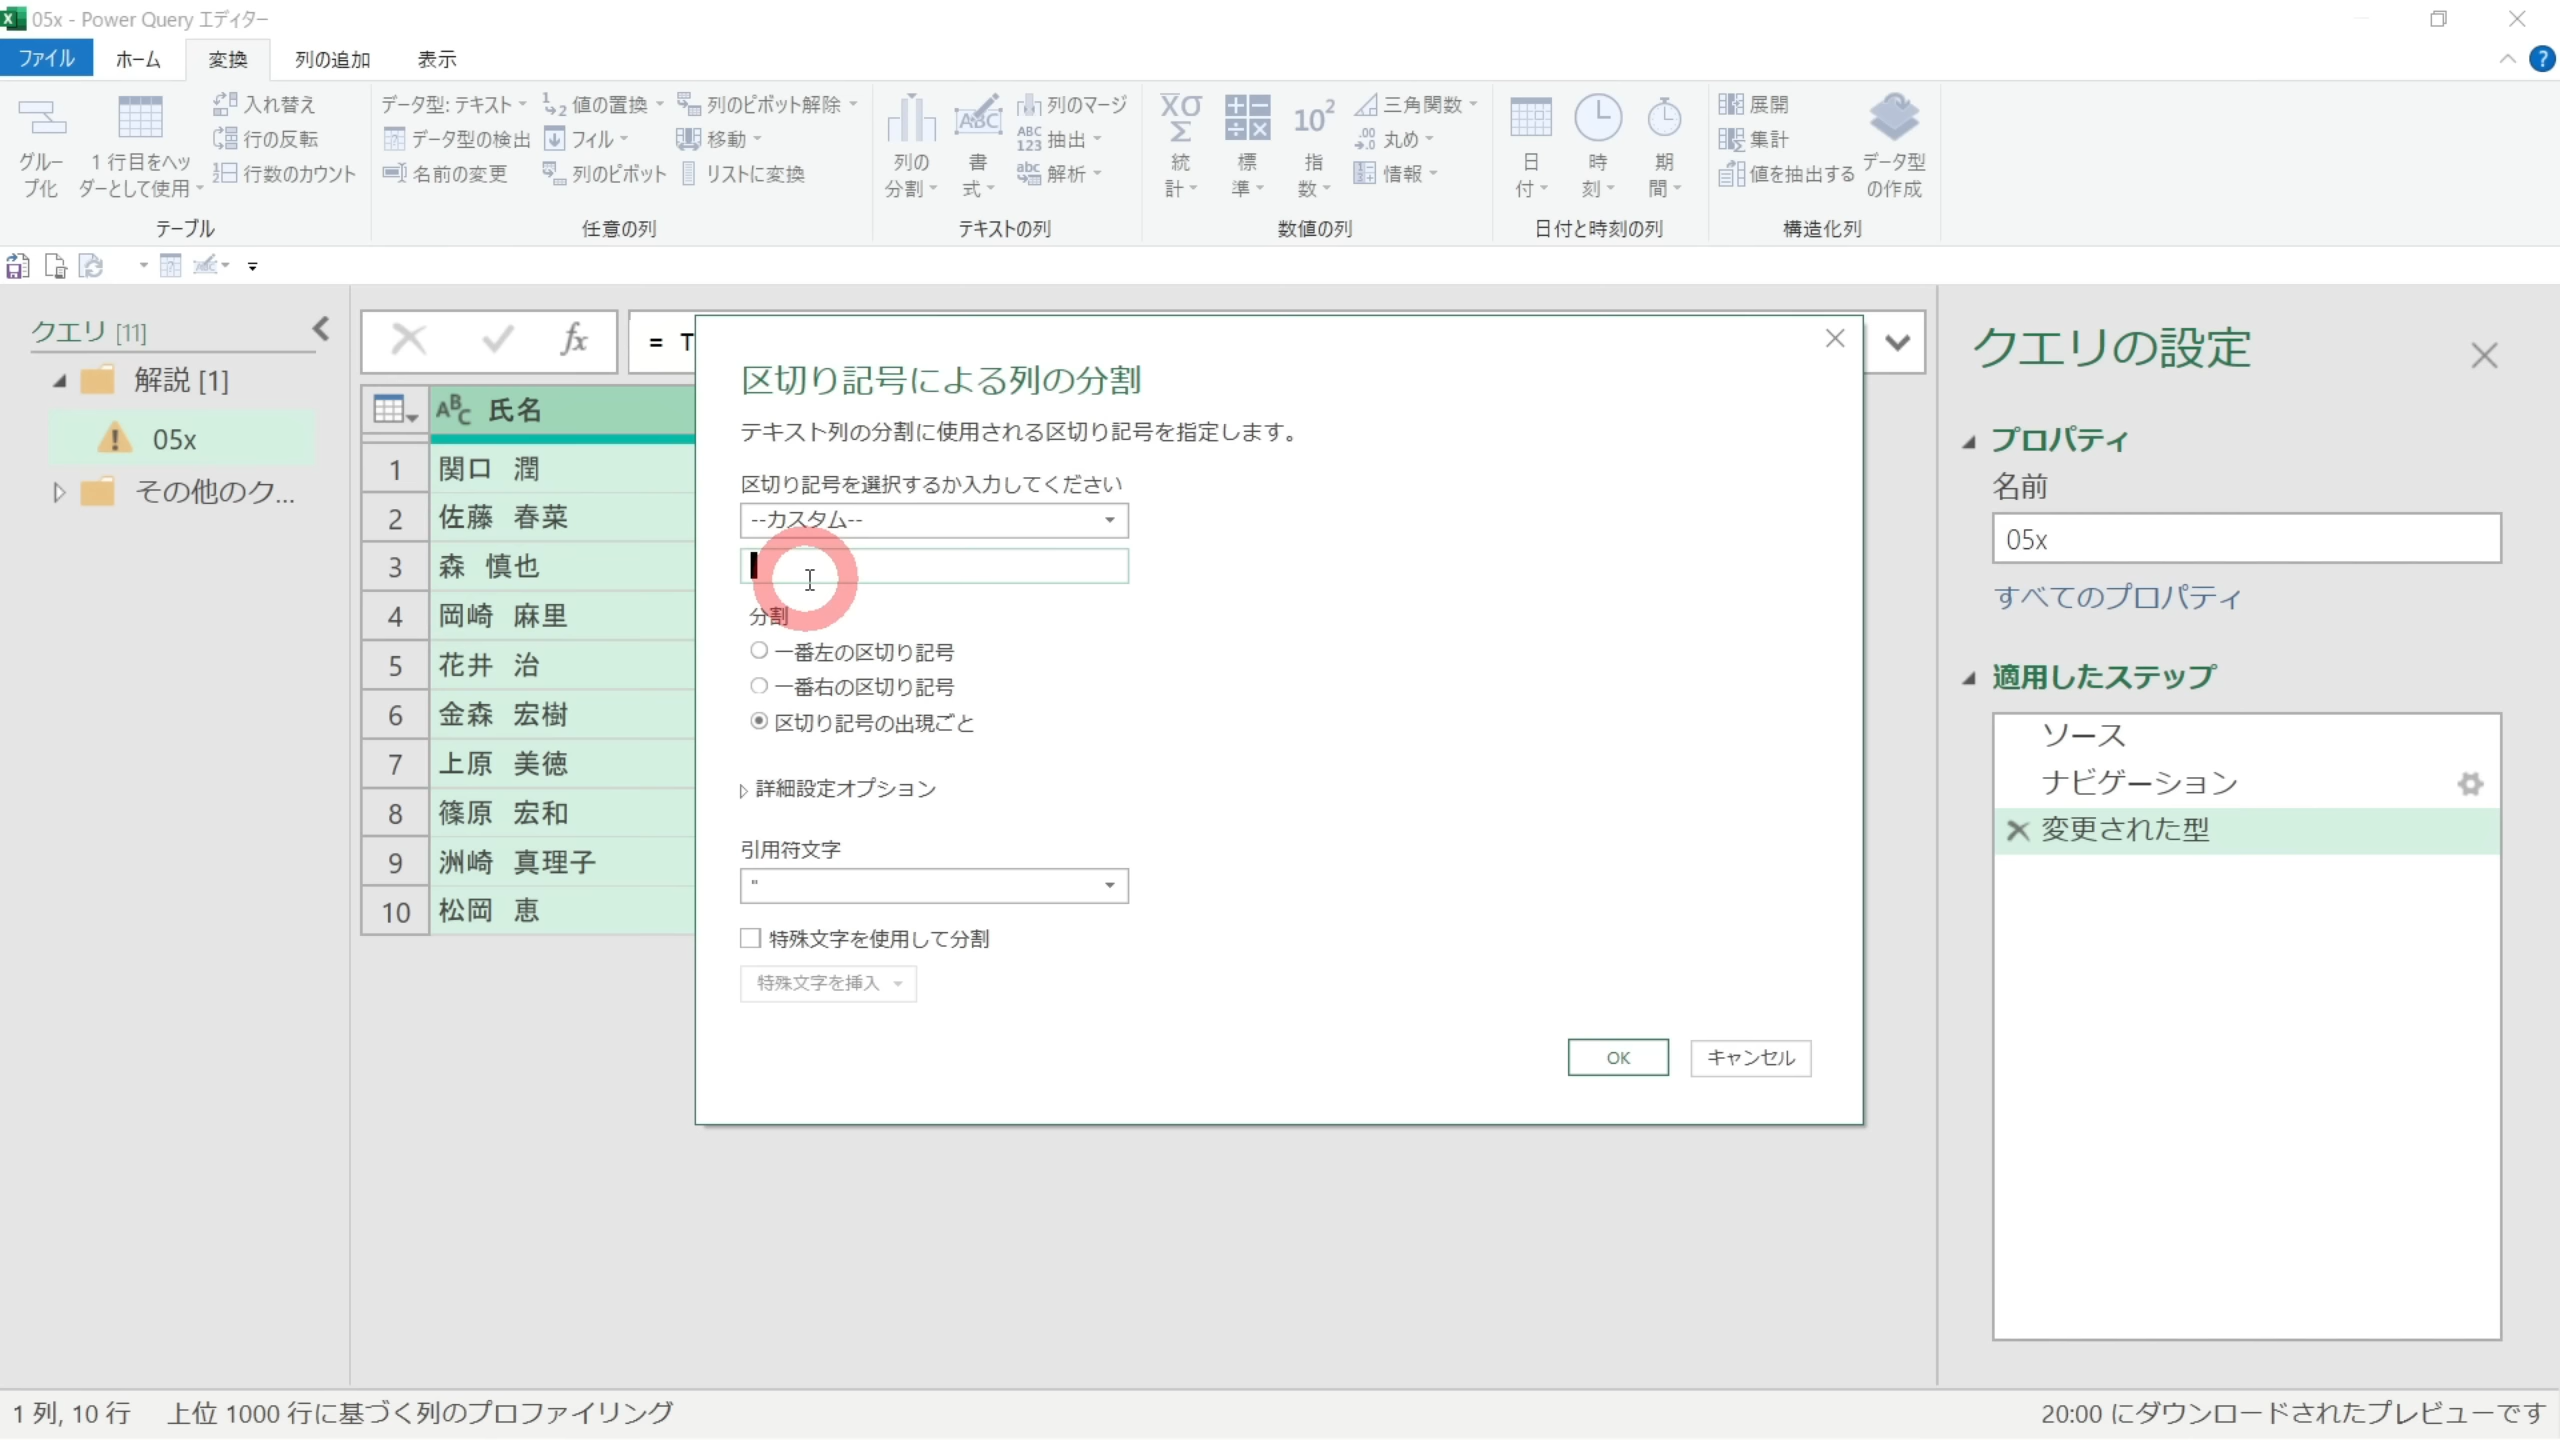 05x - Power Query エディター
ファイル ホーム 変換 列の追加 表示
グループ化
1 行目をヘッダーとして使用
入れ替え
行の反転
行数のカウント
テーブル
データ型: テキスト
データ型の検出
名前の変更
値の置換
フィル
列のピボット
列のピボット解除
移動
リストに変換
任意の列
列の分割
書式
ABC
列のマージ
ABC
123 抽出
abc 解析
テキストの列
XΣσ 統計
標準
10² 指数
三角関数
.00
.0 丸め
情報
数値の列
日付
時刻
期間
日付と時刻の列
展開
集計
値を抽出する
データ型の作成
構造化列
クエリ [11]
解説 [1]
05x
その他のク...
fx = T
ABC 氏名
1 関口 潤
2 佐藤 春菜
3 森 慎也
4 岡崎 麻里
5 花井 治
6 金森 宏樹
7 上原 美徳
8 篠原 宏和
9 洲崎 真理子
10 松岡 恵
区切り記号による列の分割
テキスト列の分割に使用される区切り記号を指定します。
区切り記号を選択するか入力してください
--カスタム--
分割
一番左の区切り記号
一番右の区切り記号
区切り記号の出現ごと
詳細設定オプション
引用符文字
"
特殊文字を使用して分割
特殊文字を挿入
OK キャンセル
クエリの設定
プロパティ
名前
05x
すべてのプロパティ
適用したステップ
ソース
ナビゲーション
変更された型
1 列, 10 行 上位 1000 行に基づく列のプロファイリング
20:00 にダウンロードされたプレビューです